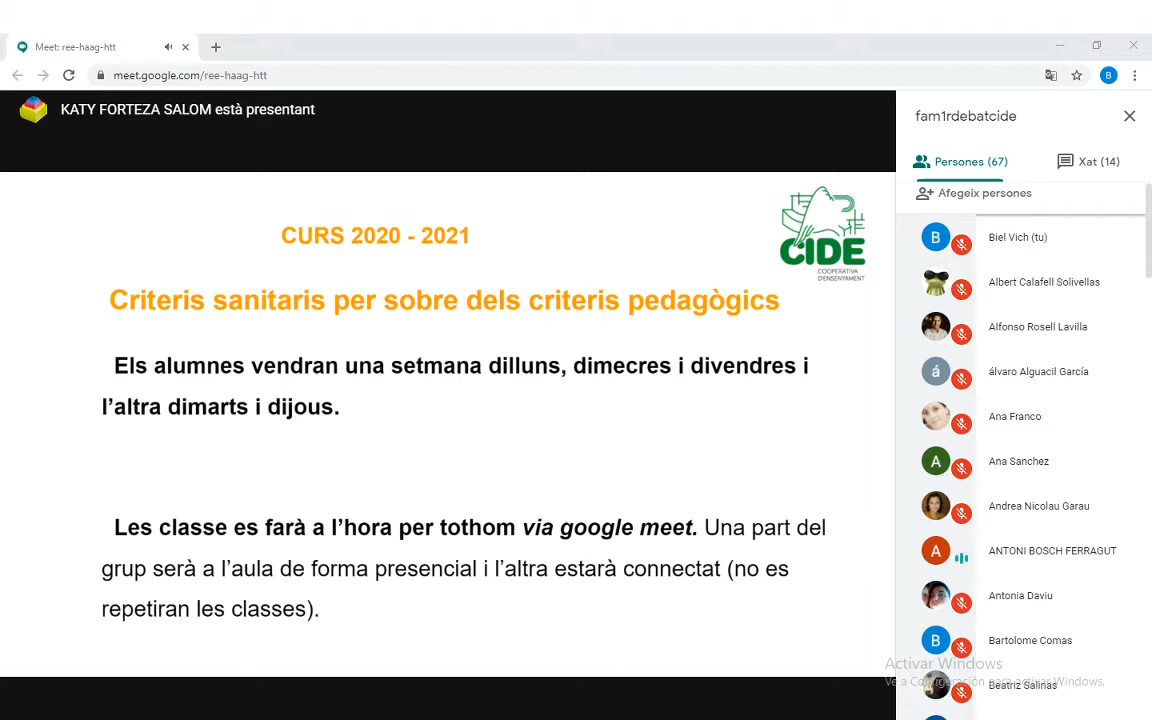 Meet: ree-haag-htt
meet.google.com/ree-haag-htt
B
KATY FORTEZA SALOM està presentant
fam1rdebatcide
Persones (67)
Xat (14)
Afegeix persones
CURS 2020 - 2021
CIDE
COOPERATIVA
D'ENSENYAMENT
Criteris sanitaris per sobre dels criteris pedagògics
Els alumnes vendran una setmana dilluns, dimecres i divendres i
l'altra dimarts i dijous.
Les classe es farà a l'hora per tothom via google meet. Una part del
grup serà a l'aula de forma presencial i l'altra estarà connectat (no es
repetiran les classes).
B
Biel Vich (tu)
Albert Calafell Solivellas
Alfonso Rosell Lavilla
á
álvaro Alguacil García
Ana Franco
A
Ana Sanchez
Andrea Nicolau Garau
A
ANTONI BOSCH FERRAGUT
Antonia Daviu
B
Bartolome Comas
Beatriz Salinas
Activar Windows
Ve a Configuración para activar Windows.